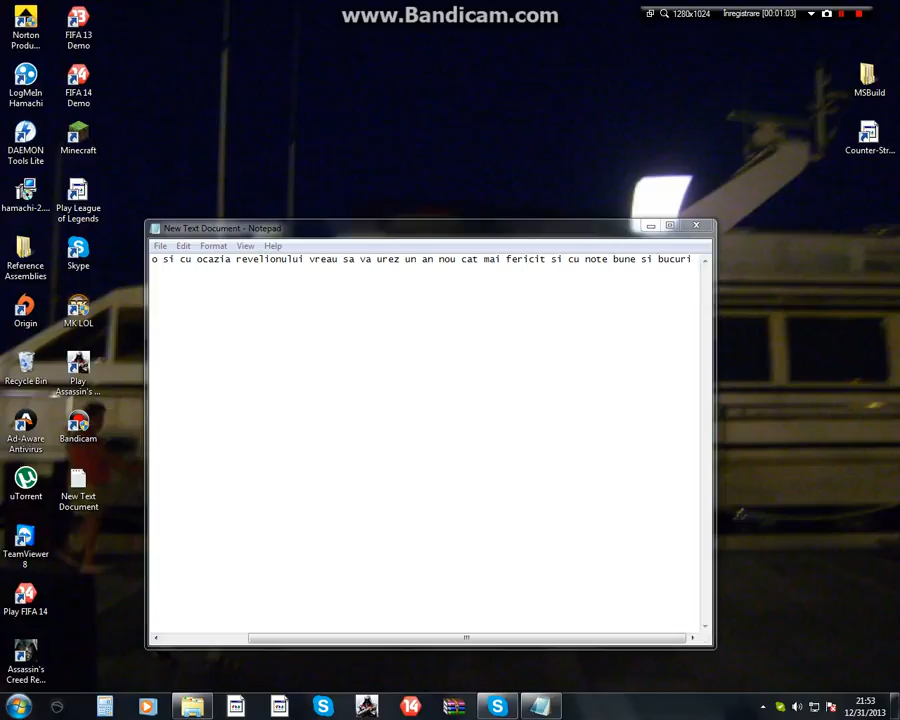 www.Bandicam.com
1280x1024
Inregistrare [00:01:03]
Norton Produ...
FIFA 13 Demo
LogMeIn Hamachi
FIFA 14 Demo
MSBuild
DAEMON Tools Lite
Minecraft
Counter-Str...
hamachi-2....
Play League of Legends
New Text Document - Notepad
File Edit Format View Help
o si cu ocazia revelionului vreau sa va urez un an nou cat mai fericit si cu note bune si bucuri
Reference Assemblies
Skype
Origin
MK LOL
Recycle Bin
Play Assassin's ...
Ad-Aware Antivirus
Bandicam
uTorrent
New Text Document
TeamViewer 8
Play FIFA 14
Assassin's Creed Re...
21:53
12/31/2013